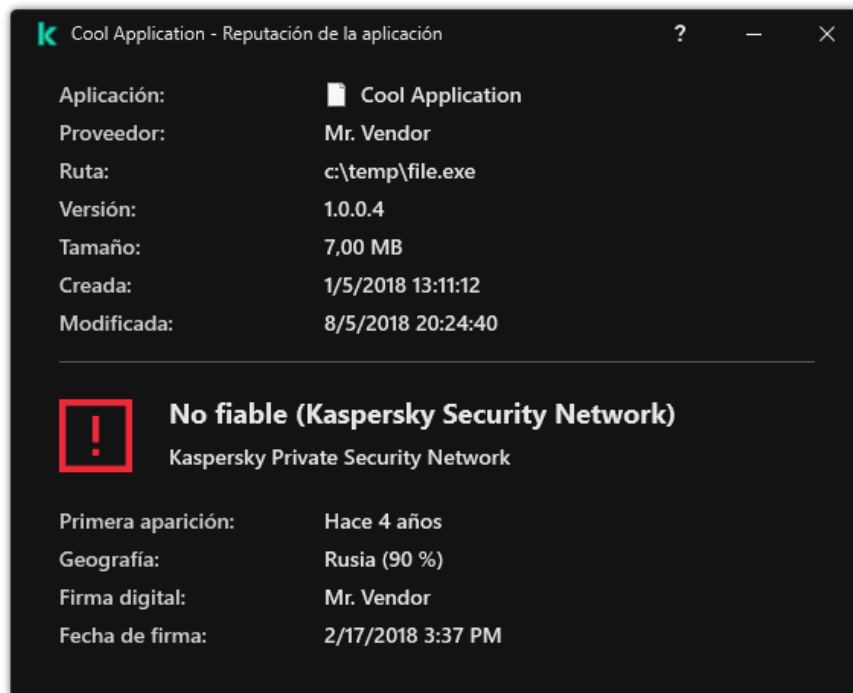 Cool Application - Reputación de la aplicación ?
Aplicación: Cool Application
Proveedor: Mr. Vendor
Ruta: c:\temp\file.exe
Versión: 1.0.0.4
Tamaño: 7,00 MB
Creada: 1/5/2018 13:11:12
Modificada: 8/5/2018 20:24:40
No fiable (Kaspersky Security Network)
Kaspersky Private Security Network
Primera aparición: Hace 4 años
Geografía: Rusia (90 %)
Firma digital: Mr. Vendor
Fecha de firma: 2/17/2018 3:37 PM